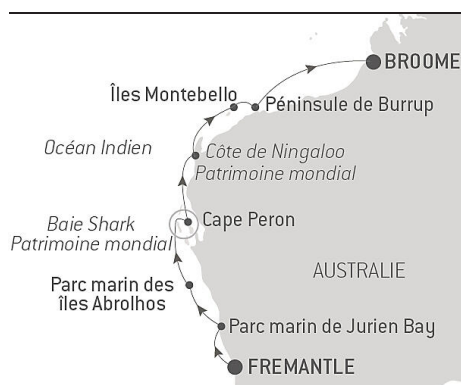 BROOME
Îles Montebello
Péninsule de Burrup
Océan Indien
Côte de Ningaloo
Patrimoine mondial
Baie Shark
Patrimoine mondial
Cape Peron
AUSTRALIE
Parc marin des
îles Abrolhos
Parc marin de Jurien Bay
FREMANTLE